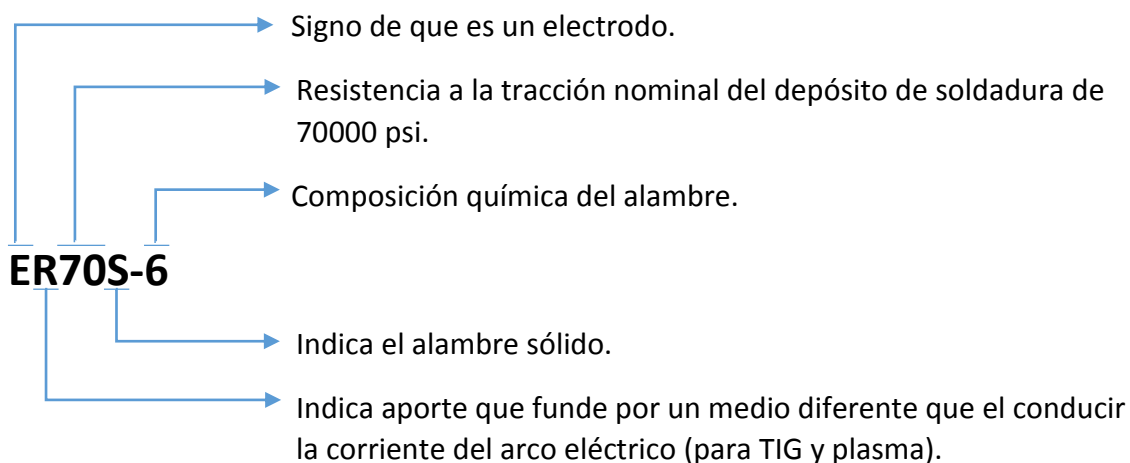 Signo de que es un electrodo.
Resistencia a la tracción nominal del depósito de soldadura de
70000 psi.
Composición química del alambre.
ER70S-6
Indica el alambre sólido.
Indica aporte que funde por un medio diferente que el conducir
la corriente del arco eléctrico (para TIG y plasma).